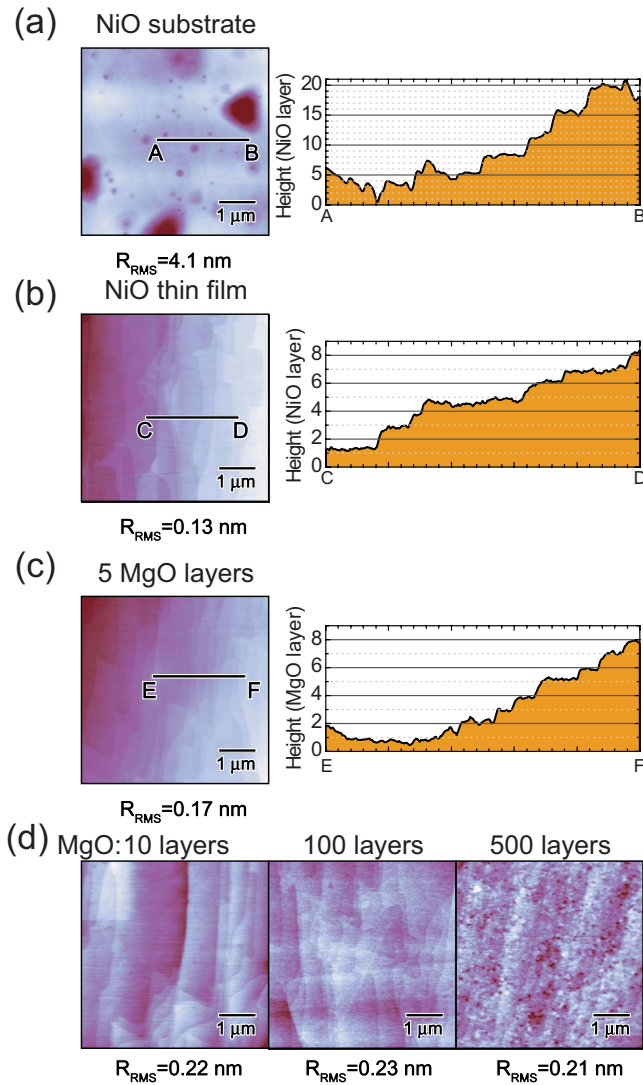 (a)
NiO substrate
A
B
1 μm
R_RMS=4.1 nm
Height (NiO layer)
20
15
10
5
0
A
B
(b)
NiO thin film
C
D
1 μm
R_RMS=0.13 nm
Height (NiO layer)
8
6
4
2
0
C
D
(c)
5 MgO layers
E
F
1 μm
R_RMS=0.17 nm
Height (MgO layer)
8
6
4
2
0
E
F
(d)
MgO:10 layers
100 layers
500 layers
1 μm
1 μm
1 μm
R_RMS=0.22 nm
R_RMS=0.23 nm
R_RMS=0.21 nm